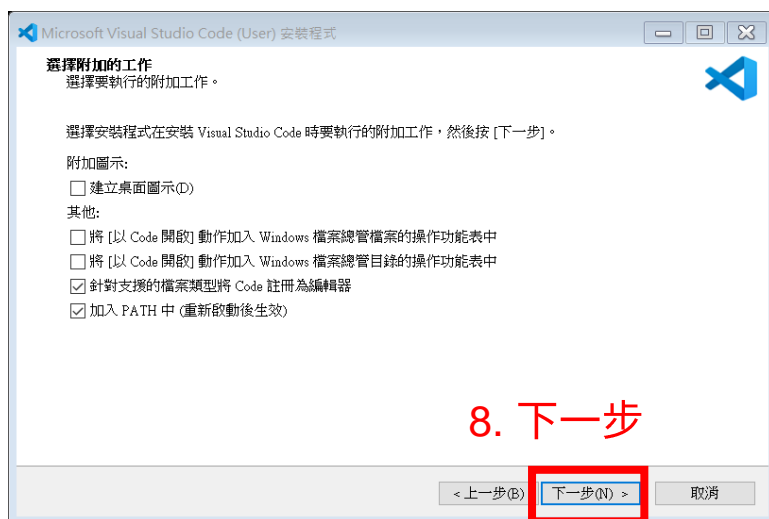 Microsoft Visual Studio Code (User) 安裝程式
選擇附加的工作
選擇要執行的附加工作。
選擇安裝程式在安裝 Visual Studio Code 時要執行的附加工作，然後按 [下一步]。
附加圖示:
建立桌面圖示(D)
其他:
將 [以 Code 開啟] 動作加入 Windows 檔案總管檔案的操作功能表中
將 [以 Code 開啟] 動作加入 Windows 檔案總管目錄的操作功能表中
針對支援的檔案類型將 Code 註冊為編輯器
加入 PATH 中 (重新啟動後生效)
8. 下一步
< 上一步(B) 下一步(N) > 取消